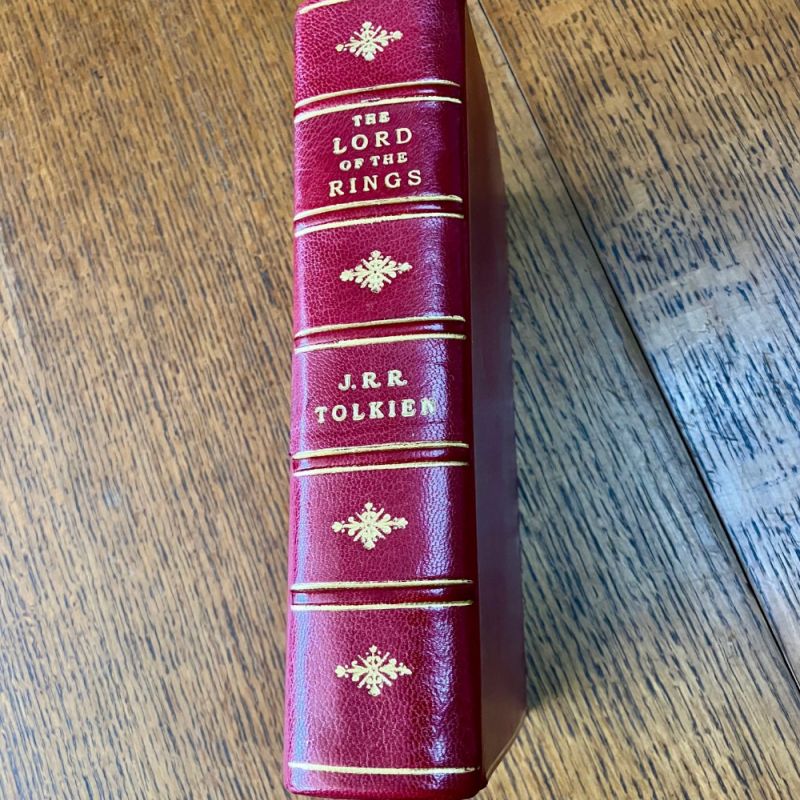 THE
LORD
OF THE
RINGS
J.R.R.
TOLKIEN